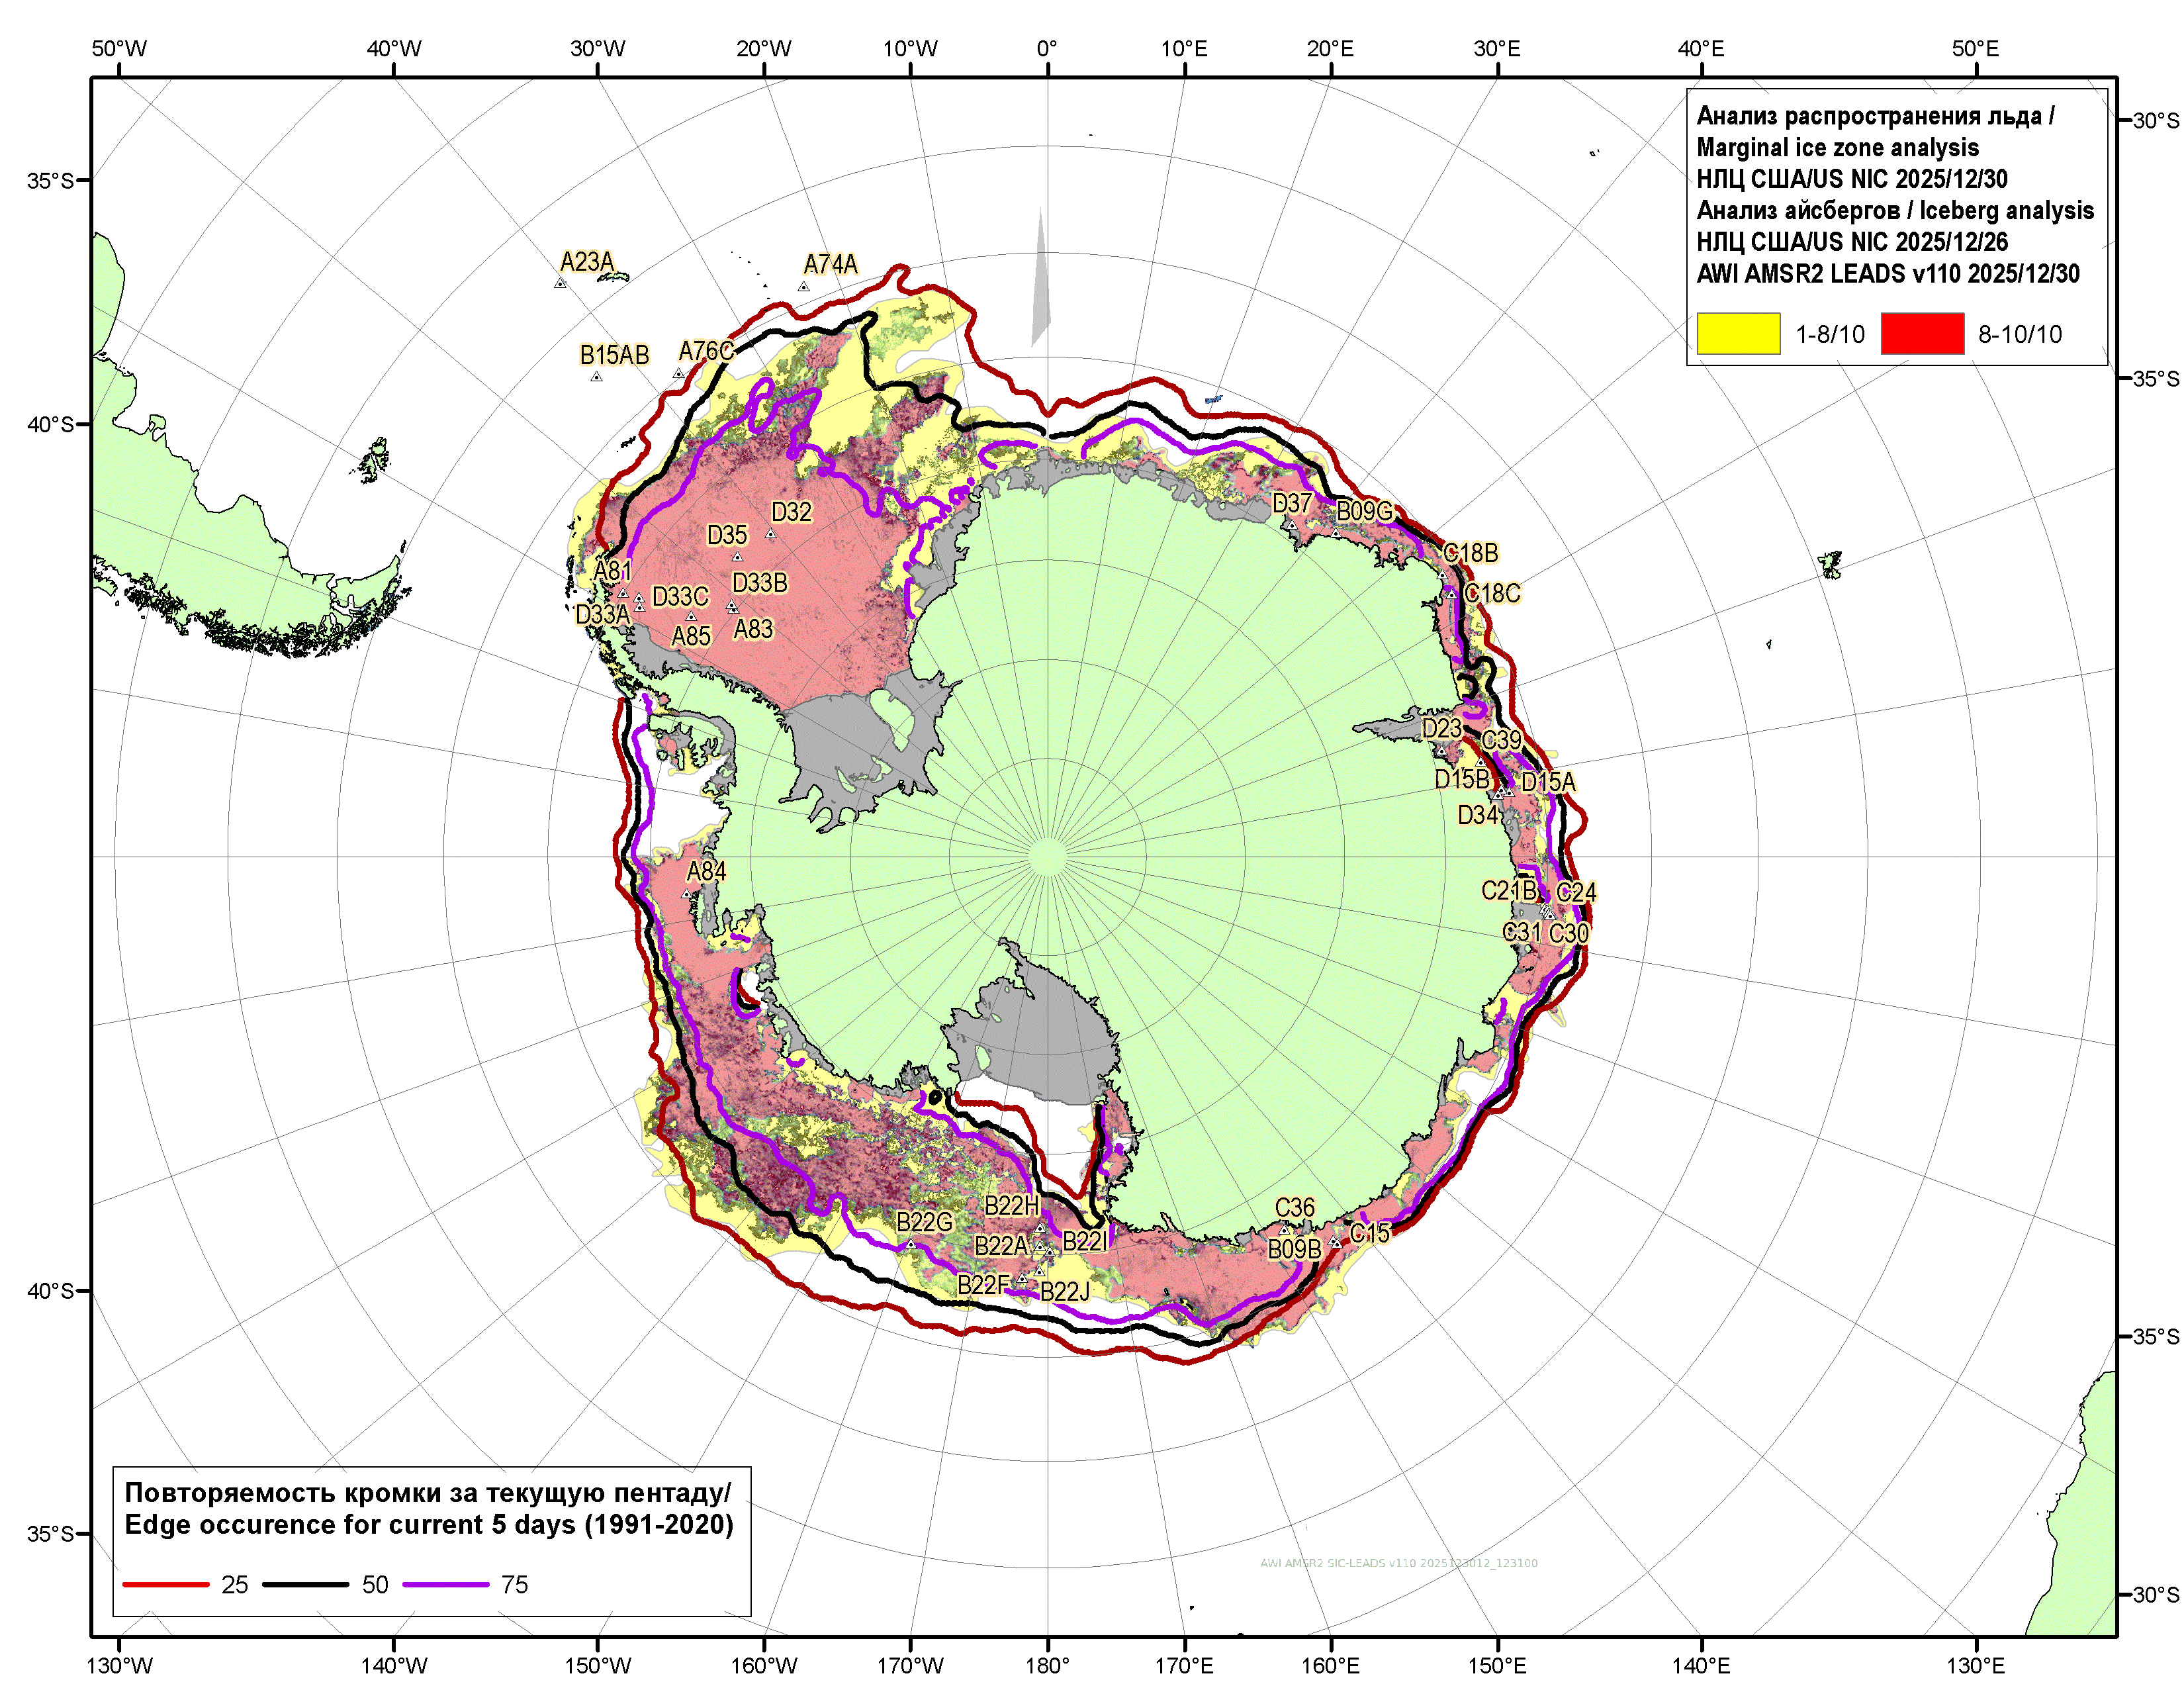 50°W 40°W 30°W 20°W 10°W 0° 10°E 20°E 30°E 40°E 50°E
Анализ распространения льда /
Marginal ice zone analysis
НЛЦ США/US NIC 2025/12/30
Анализ айсбергов / Iceberg analysis
НЛЦ США/US NIC 2025/12/26
AWI AMSR2 LEADS v110 2025/12/30
1-8/10 8-10/10
30°S
35°S
35°S
40°S
A23A
A74A
B15AB
A76C
D32
D35
D37
B09G
C18B
A81
D33C
D33B
C18C
D33A
A85
A83
D23
C39
D15B
D15A
D34
A84
C21B
C24
C31
C30
B22H
C36
B22G
B22A
B22I
B09B
C15
B22F
B22J
40°S
35°S
35°S
30°S
AWI AMSR2 SIC-LEADS v110 2025123012_123100
Повторяемость кромки за текущую пентаду/
Edge occurence for current 5 days (1991-2020)
25 50 75
130°W 140°W 150°W 160°W 170°W 180° 170°E 160°E 150°E 140°E 130°E